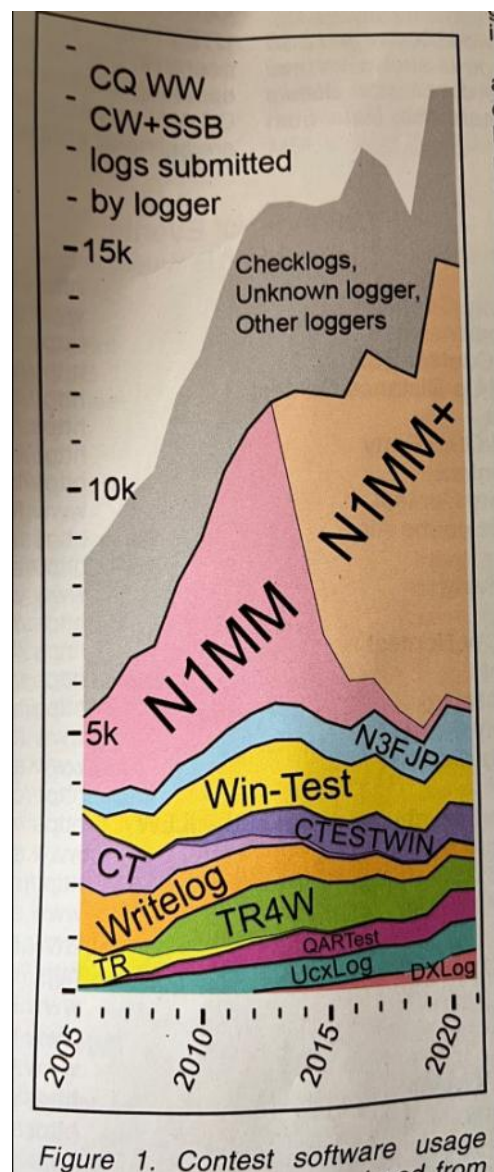 CQ WW
CW+SSB
logs submitted
by logger
15k
Checklogs,
Unknown logger,
Other loggers
10k
N1MM+
N1MM
5k
N3FJP
Win-Test
CTESTWIN
CT
Writelog
TR4W
QARTest
TR
UcxLog
DXLog
2005
2010
2015
2020
Figure 1. Contest software usage
from